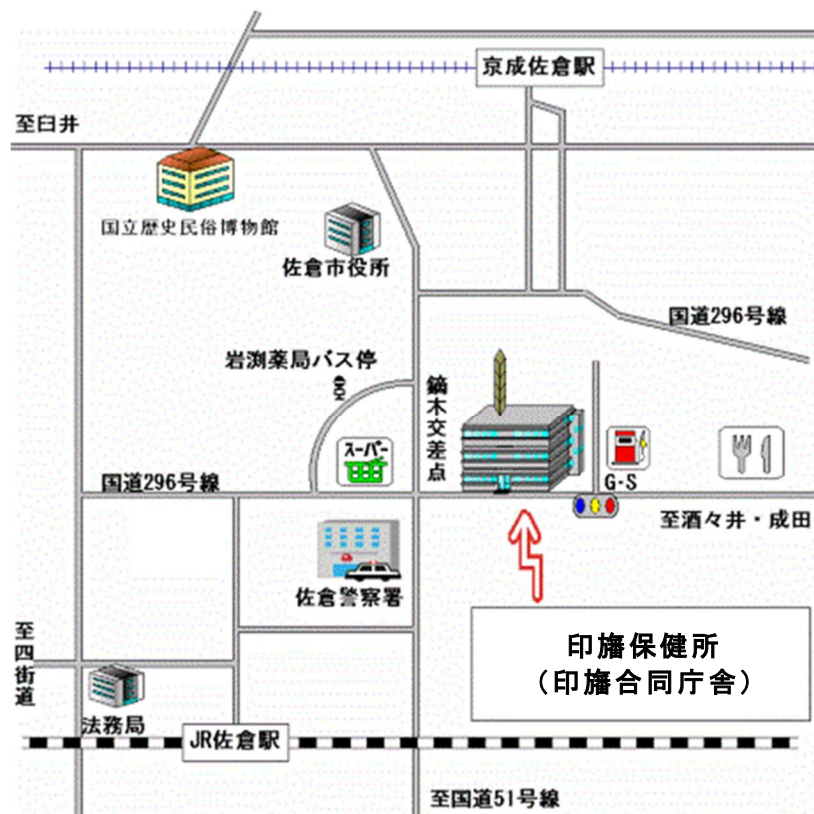 京成佐倉駅
至臼井
国立歴史民俗博物館
佐倉市役所
国道296号線
岩渕薬局バス停
鏑木交差点
スーパー
G-S
国道296号線
至酒々井・成田
佐倉警察署
印旛保健所
（印旛合同庁舎）
至四街道
法務局
JR佐倉駅
至国道51号線